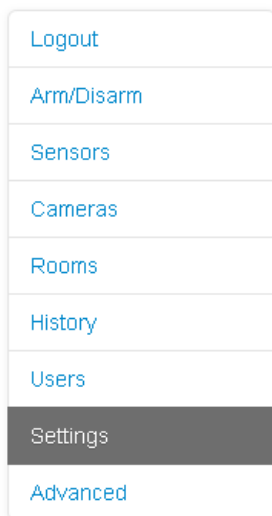 Logout
Arm/Disarm
Sensors
Cameras
Rooms
History
Users
Settings
Advanced